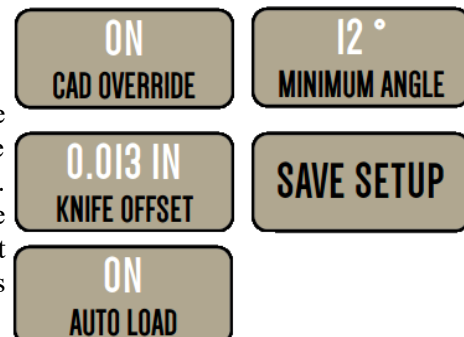 ON
CAD OVERRIDE
12 °
MINIMUM ANGLE
0.013 IN
KNIFE OFFSET
SAVE SETUP
ON
AUTO LOAD